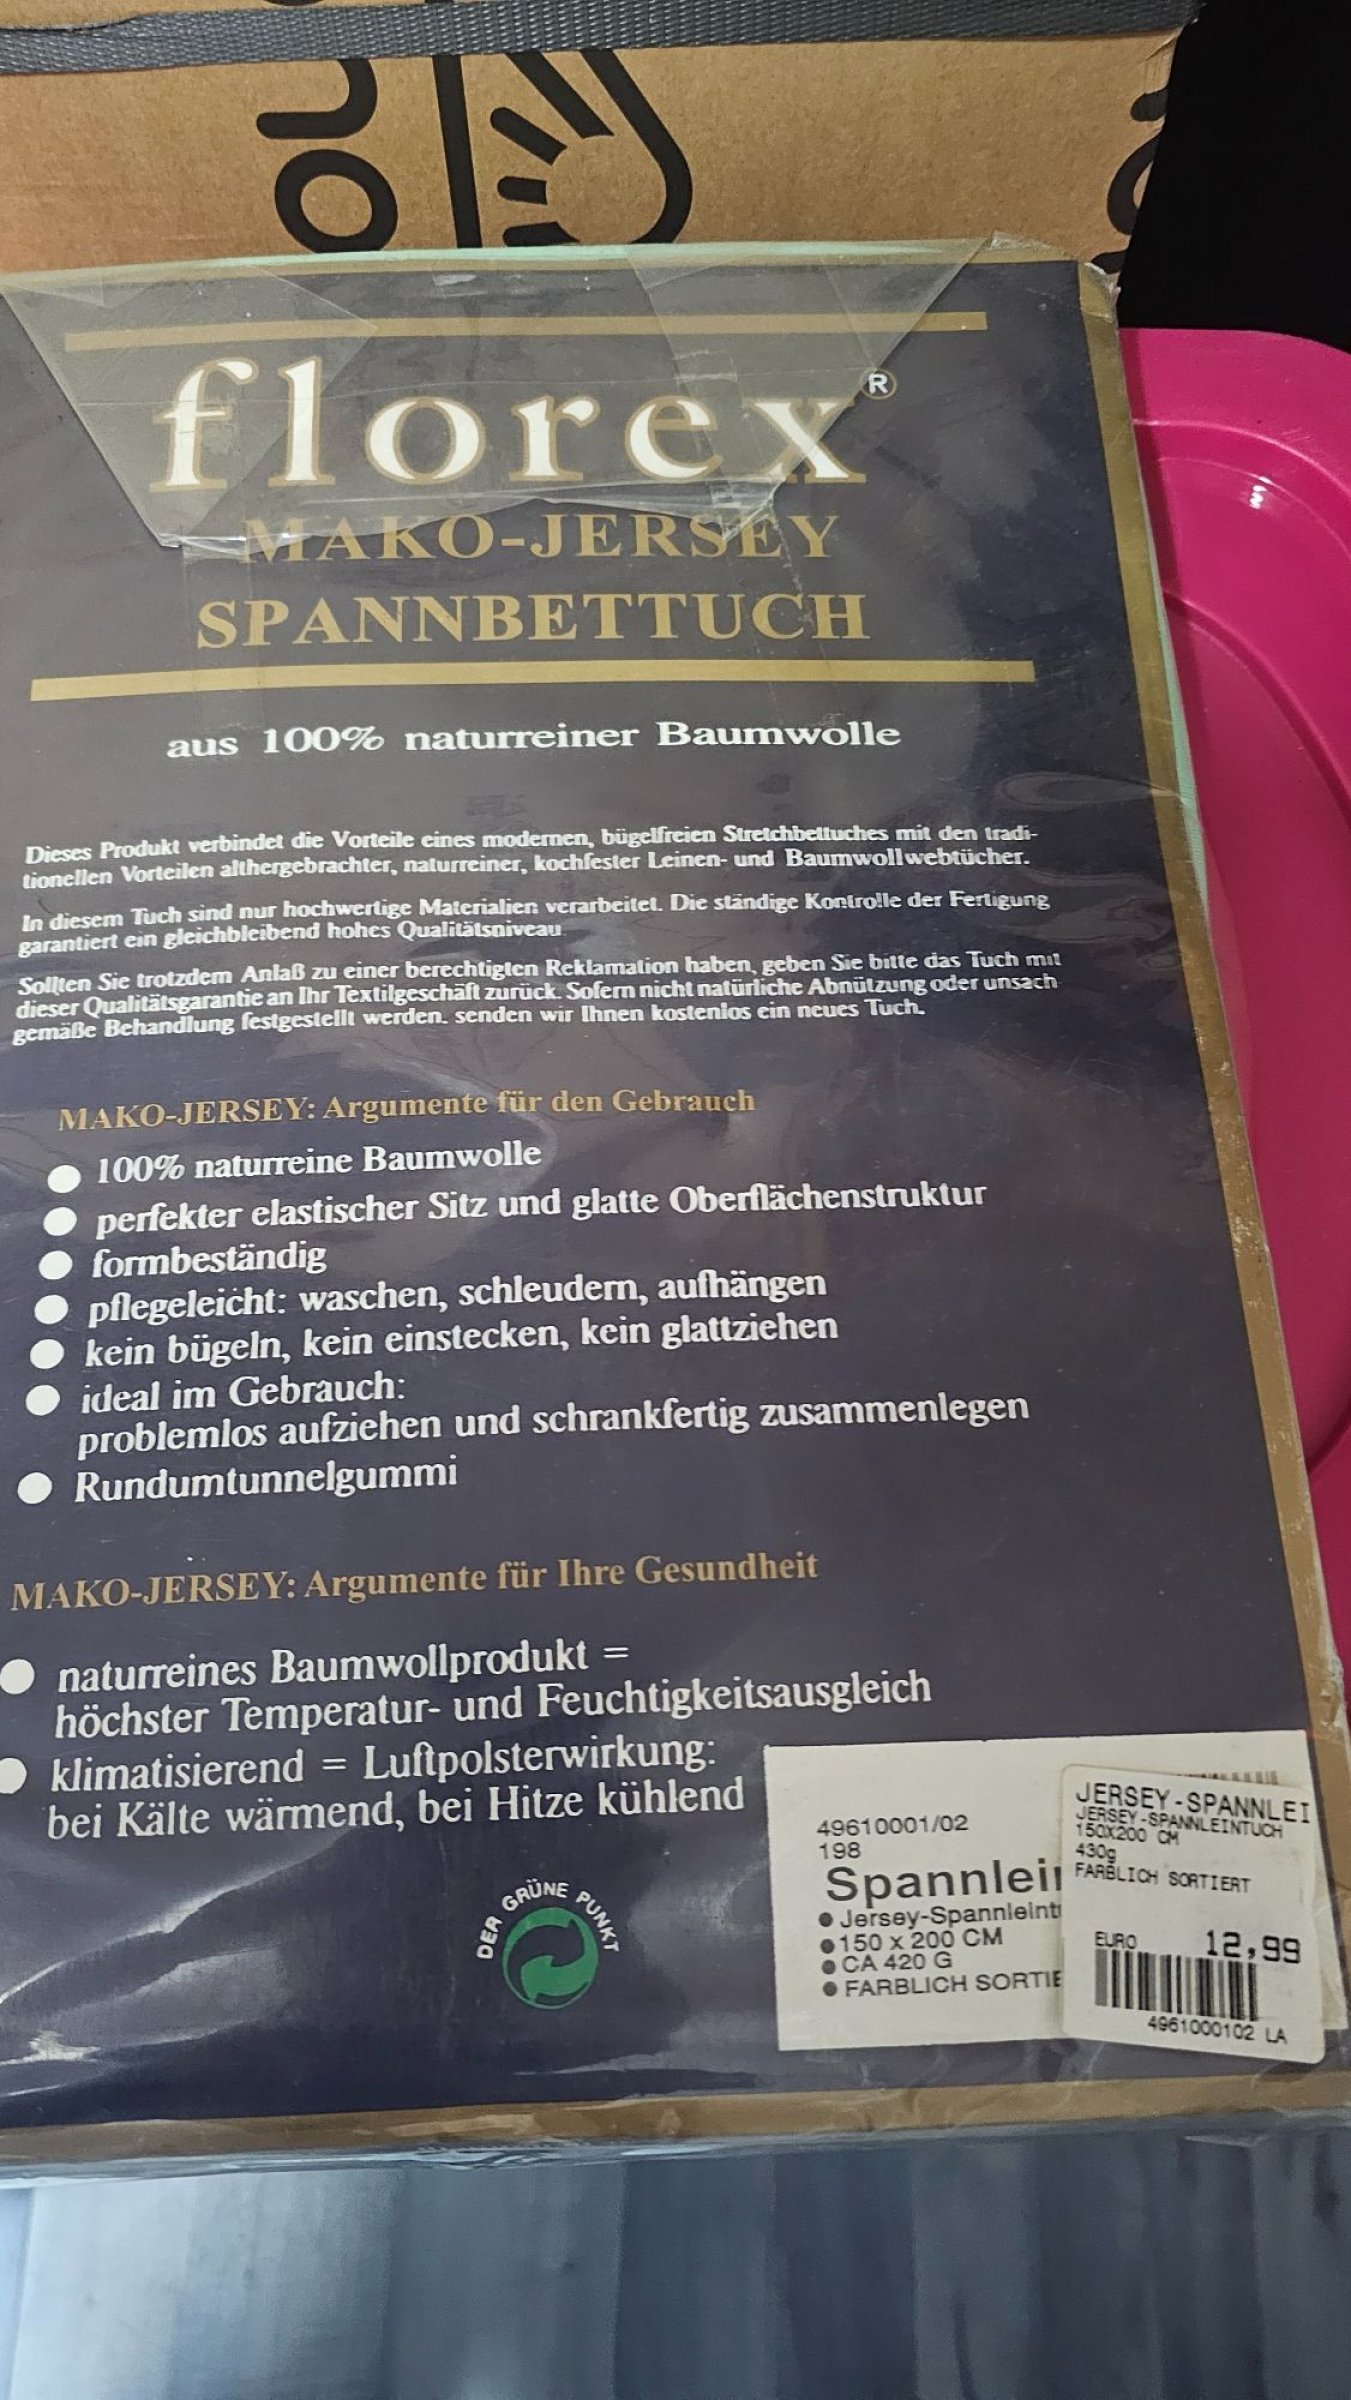 florex®
MAKO-JERSEY
SPANNBETTUCH
aus 100% naturreiner Baumwolle
Dieses Produkt verbindet die Vorteile eines modernen, bügelfreien Stretchbettuches mit den tradi-
tionellen Vorteilen althergebrachter, naturreiner, kochfester Leinen- und Baumwollwebtücher.
In diesem Tuch sind nur hochwertige Materialien verarbeitet. Die ständige Kontrolle der Fertigung
garantiert ein gleichbleibend hohes Qualitätsniveau
Sollten Sie trotzdem Anlaß zu einer berechtigten Reklamation haben, geben Sie bitte das Tuch mit
dieser Qualitätsgarantie an Ihr Textilgeschäft zurück. Sofern nicht natürliche Abnützung oder unsach
gemäße Behandlung festgestellt werden. senden wir Ihnen kostenlos ein neues Tuch.
MAKO-JERSEY: Argumente für den Gebrauch
● 100% naturreine Baumwolle
● perfekter elastischer Sitz und glatte Oberflächenstruktur
● formbeständig
● pflegeleicht: waschen, schleudern, aufhängen
● kein bügeln, kein einstecken, kein glattziehen
● ideal im Gebrauch:
problemlos aufziehen und schrankfertig zusammenlegen
● Rundumtunnelgummi
MAKO-JERSEY: Argumente für Ihre Gesundheit
● naturreines Baumwollprodukt =
höchster Temperatur- und Feuchtigkeitsausgleich
● klimatisierend = Luftpolsterwirkung:
bei Kälte wärmend, bei Hitze kühlend
DER GRÜNE PUNKT
49610001/02
198
Spannlei
● Jersey-Spannleint
● 150 x 200 CM
● CA 420 G
● FARBLICH SORTIE
JERSEY-SPANNLEI
JERSEY-SPANNLEINTUCH
150X200 CM
430g
FARBLICH SORTIERT
EURO 12,99
4961000102 LA